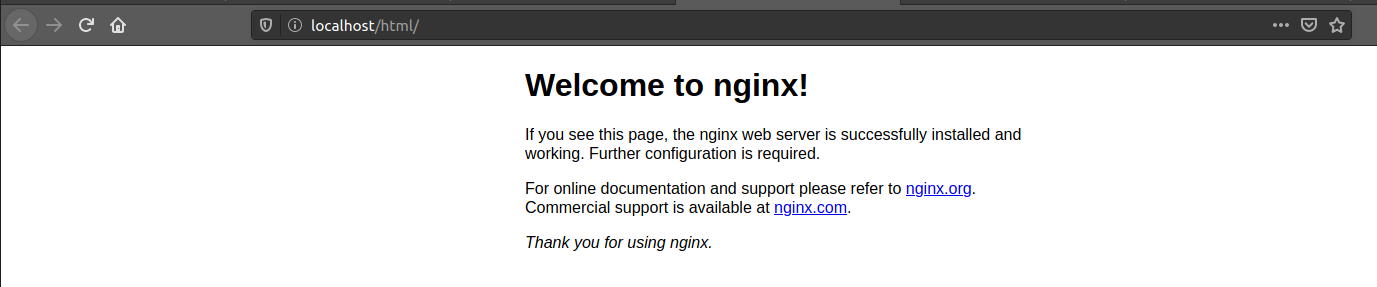 localhost/html/
Welcome to nginx!
If you see this page, the nginx web server is successfully installed and
working. Further configuration is required.
For online documentation and support please refer to nginx.org.
Commercial support is available at nginx.com.
Thank you for using nginx.